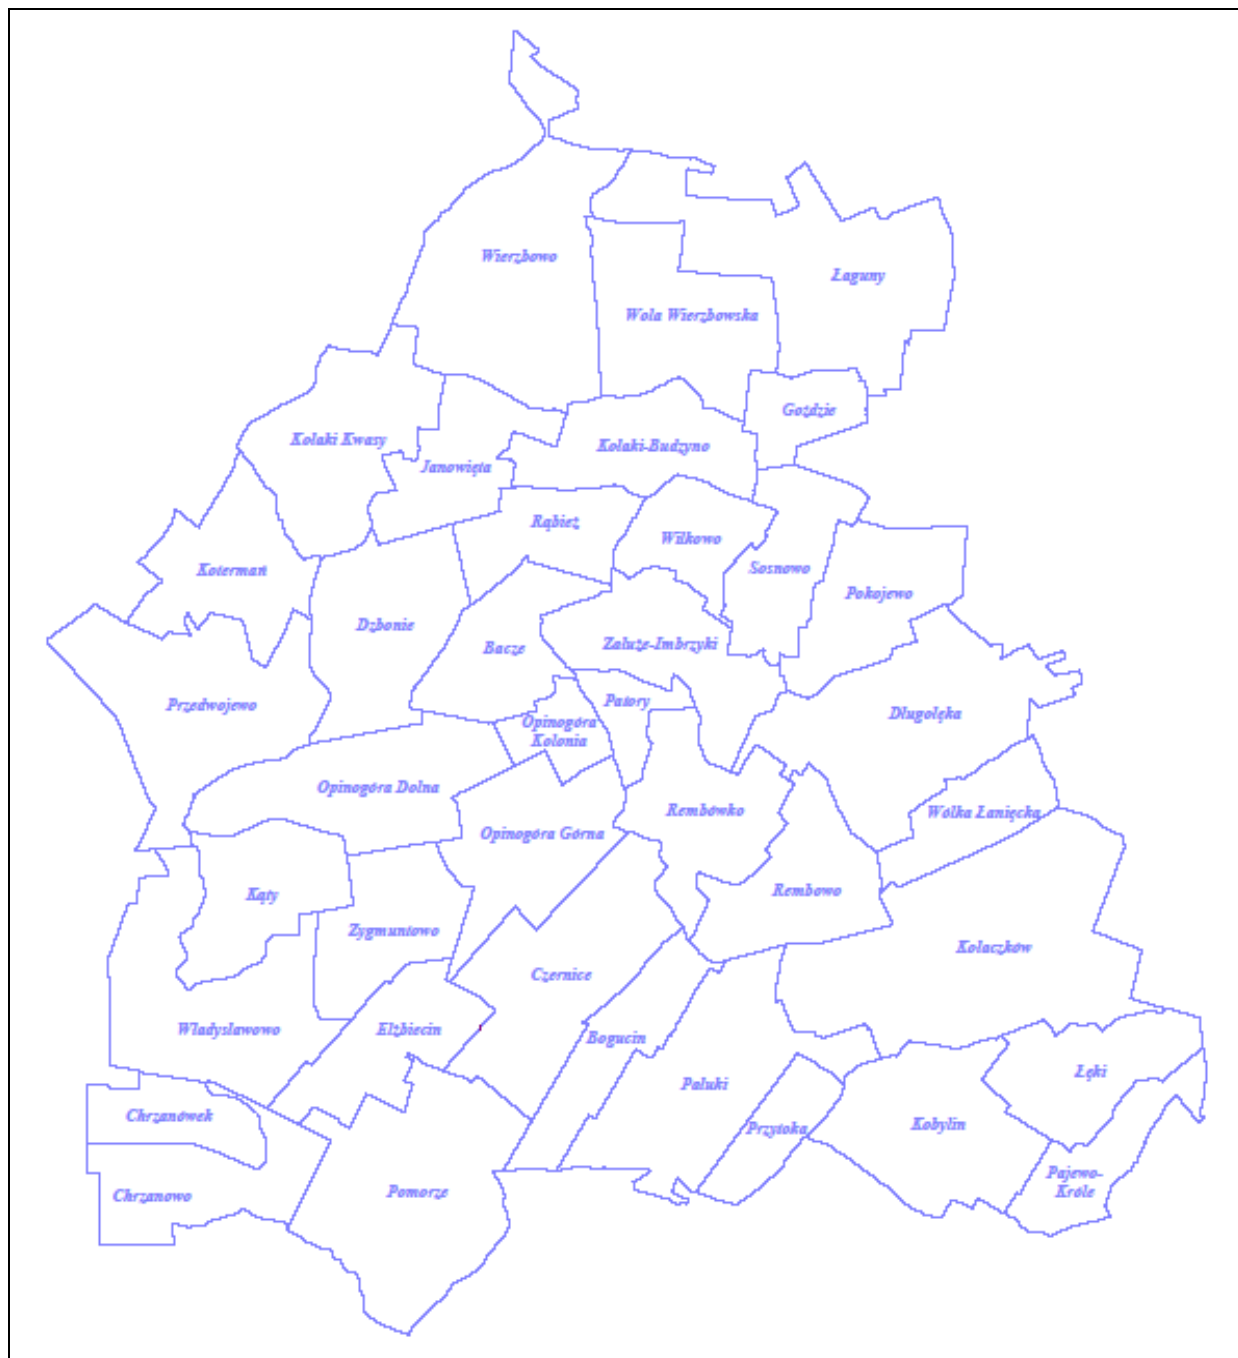 Wierzbowo
Łaguny
Wola Wierzbowska
Goździe
Kołaki Kwasy
Kołaki-Budzyno
Janowięta
Rąbież
Wilkowo
Kotermań
Sosnowo
Pokojewo
Dzbonie
Bacze
Załuże-Imbrzyki
Przedwojewo
Patory
Długołęka
Opinogóra
Kolonia
Opinogóra Dolna
Rembówko
Wólka Łanięcka
Opinogóra Górna
Kąty
Rembowo
Zygmuntowo
Kołaczków
Czernice
Władysławowo
Elżbiecin
Bogucin
Pałuki
Łęki
Chrzanówek
Przytoka
Kobylin
Pajewo-
Króle
Chrzanowo
Pomorze